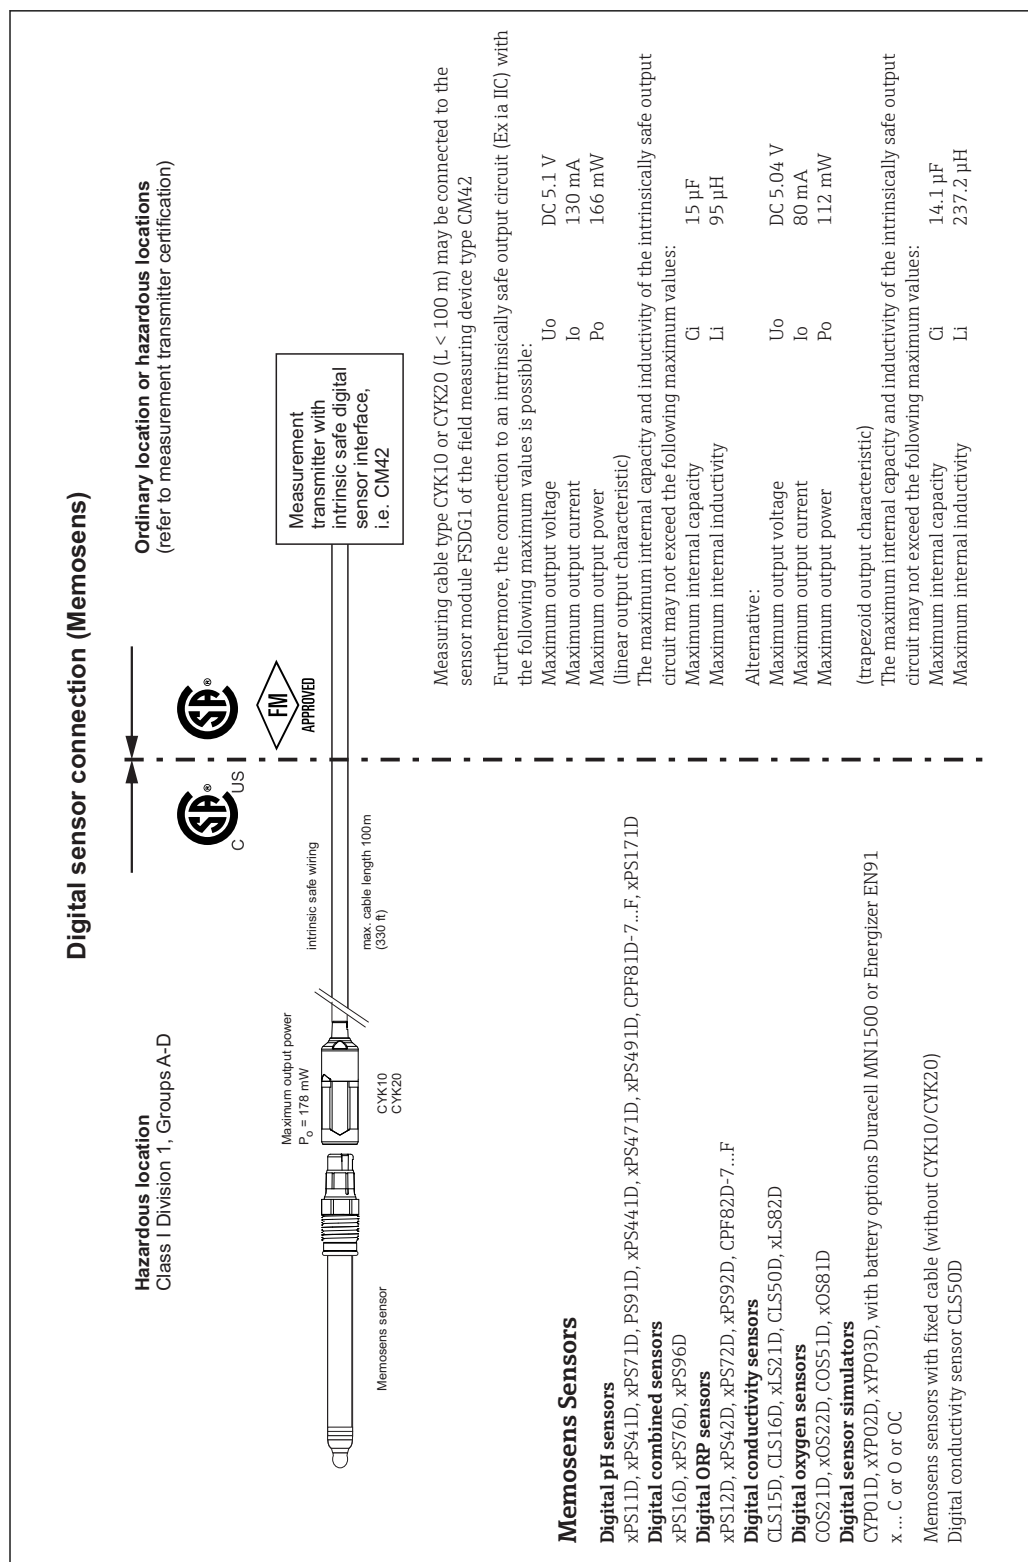 Digital sensor connection (Memosens)
Hazardous location
Class I Division 1, Groups A-D
Ordinary location or hazardous locations
(refer to measurement transmitter certification)
CSA®
C US
CSA®
FM
APPROVED
Memosens sensor
Maximum output power
Po = 178 mW
CYK10
CYK20
intrinsic safe wiring
max. cable length 100m
(330 ft)
Measurement
transmitter with
intrinsic safe digital
sensor interface,
i.e. CM42
Memosens Sensors
Digital pH sensors
xPS11D, xPS41D, xPS71D, PS91D, xPS441D, xPS471D, xPS491D, CPF81D-7...F, xPS171D
Digital combined sensors
xPS16D, xPS76D, xPS96D
Digital ORP sensors
xPS12D, xPS42D, xPS72D, xPS92D, CPF82D-7...F
Digital conductivity sensors
CLS15D, CLS16D, xLS21D, CLS50D, xLS82D
Digital oxygen sensors
COS21D, xOS22D, COS51D, xOS81D
Digital sensor simulators
CYP01D, xYP02D, xYP03D, with battery options Duracell MN1500 or Energizer EN91
x ... C or O or OC
Memosens sensors with fixed cable (without CYK10/CYK20)
Digital conductivity sensor CLS50D
Measuring cable type CYK10 or CYK20 (L < 100 m) may be connected to the
sensor module FSDG1 of the field measuring device type CM42
Furthermore, the connection to an intrinsically safe output circuit (Ex ia IIC) with
the following maximum values is possible:
Maximum output voltage Uo DC 5.1 V
Maximum output current Io 130 mA
Maximum output power Po 166 mW
(linear output characteristic)
The maximum internal capacity and inductivity of the intrinsically safe output
circuit may not exceed the following maximum values:
Maximum internal capacity Ci 15 µF
Maximum internal inductivity Li 95 µH
Alternative:
Maximum output voltage Uo DC 5.04 V
Maximum output current Io 80 mA
Maximum output power Po 112 mW
(trapezoid output characteristic)
The maximum internal capacity and inductivity of the intrinsically safe output
circuit may not exceed the following maximum values:
Maximum internal capacity Ci 14.1 µF
Maximum internal inductivity Li 237.2 µH